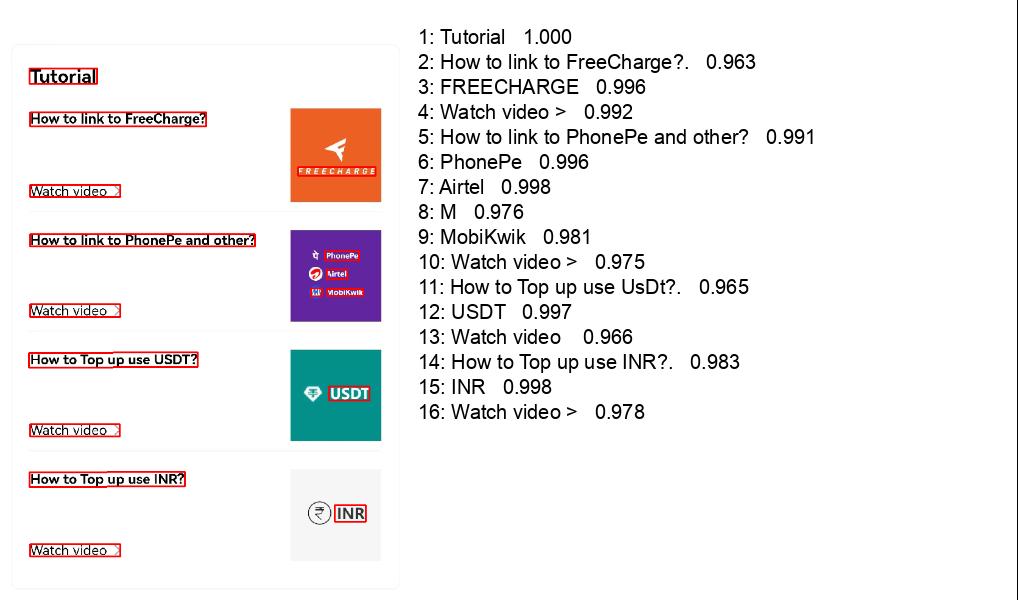 Tutorial
How to link to FreeCharge?
FREECHARGE
Watch video >
How to link to PhonePe and other?
PhonePe
Airtel
MobiKwik
Watch video >
How to Top up use USDT?
USDT
Watch video >
How to Top up use INR?
₹ INR
Watch video >
1: Tutorial 1.000
2: How to link to FreeCharge?. 0.963
3: FREECHARGE 0.996
4: Watch video > 0.992
5: How to link to PhonePe and other? 0.991
6: PhonePe 0.996
7: Airtel 0.998
8: M 0.976
9: MobiKwik 0.981
10: Watch video > 0.975
11: How to Top up use UsDt?. 0.965
12: USDT 0.997
13: Watch video 0.966
14: How to Top up use INR?. 0.983
15: INR 0.998
16: Watch video > 0.978